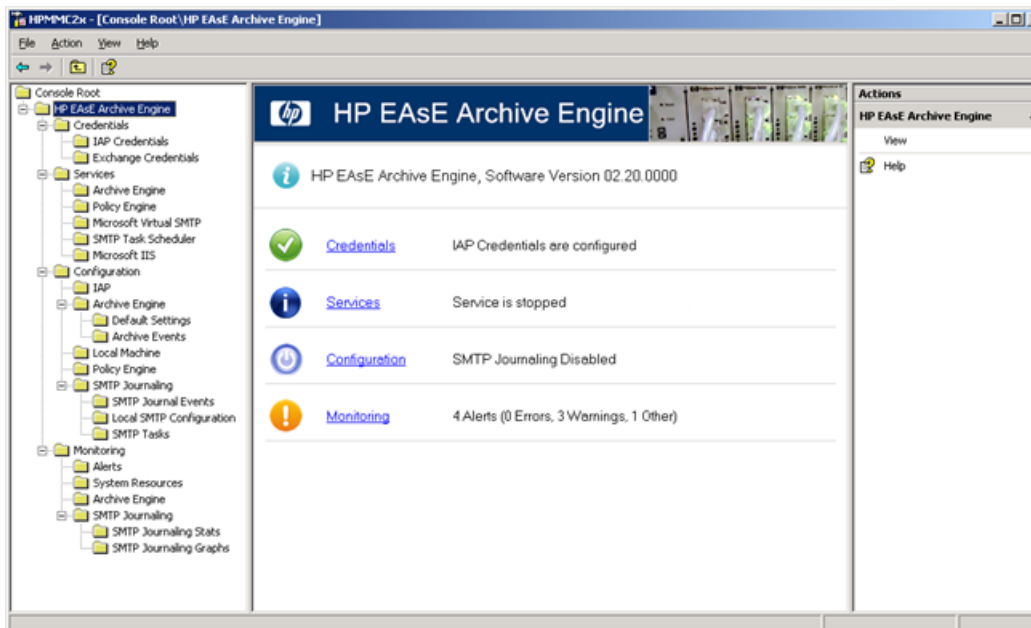 HPMMC2x - [Console Root\HP EAsE Archive Engine]
File Action View Help
Console Root
HP EAsE Archive Engine
Credentials
IAP Credentials
Exchange Credentials
Services
Archive Engine
Policy Engine
Microsoft Virtual SMTP
SMTP Task Scheduler
Microsoft IIS
Configuration
IAP
Archive Engine
Default Settings
Archive Events
Local Machine
Policy Engine
SMTP Journaling
SMTP Journal Events
Local SMTP Configuration
SMTP Tasks
Monitoring
Alerts
System Resources
Archive Engine
SMTP Journaling
SMTP Journaling Stats
SMTP Journaling Graphs
hp HP EAsE Archive Engine
HP EAsE Archive Engine, Software Version 02.20.0000
Credentials IAP Credentials are configured
Services Service is stopped
Configuration SMTP Journaling Disabled
Monitoring 4 Alerts (0 Errors, 3 Warnings, 1 Other)
Actions
HP EAsE Archive Engine
View
Help